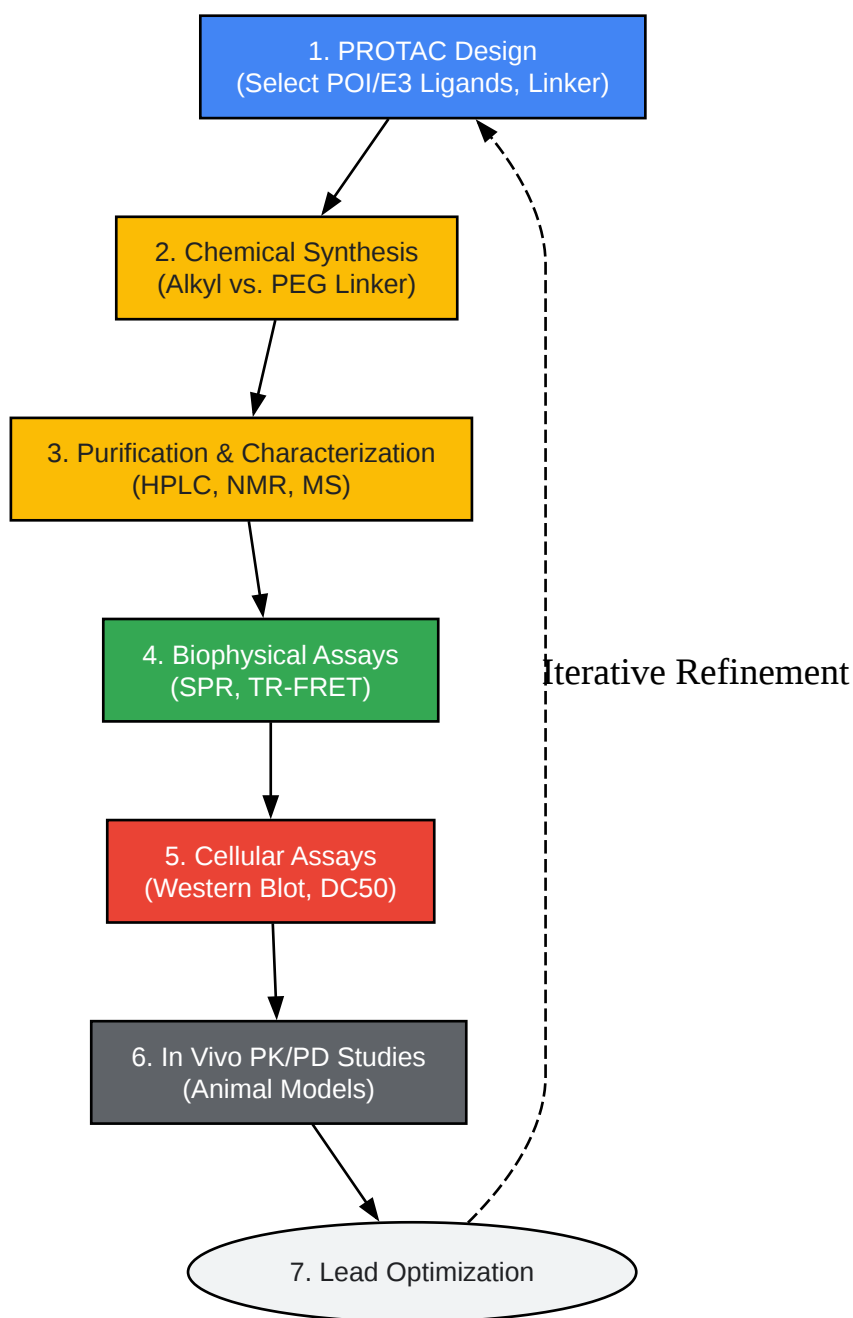 1. PROTAC Design
(Select POI/E3 Ligands, Linker)
2. Chemical Synthesis
(Alkyl vs. PEG Linker)
3. Purification & Characterization
(HPLC, NMR, MS)
4. Biophysical Assays
(SPR, TR-FRET)
Iterative Refinement
5. Cellular Assays
(Western Blot, DC50)
6. In Vivo PK/PD Studies
(Animal Models)
7. Lead Optimization